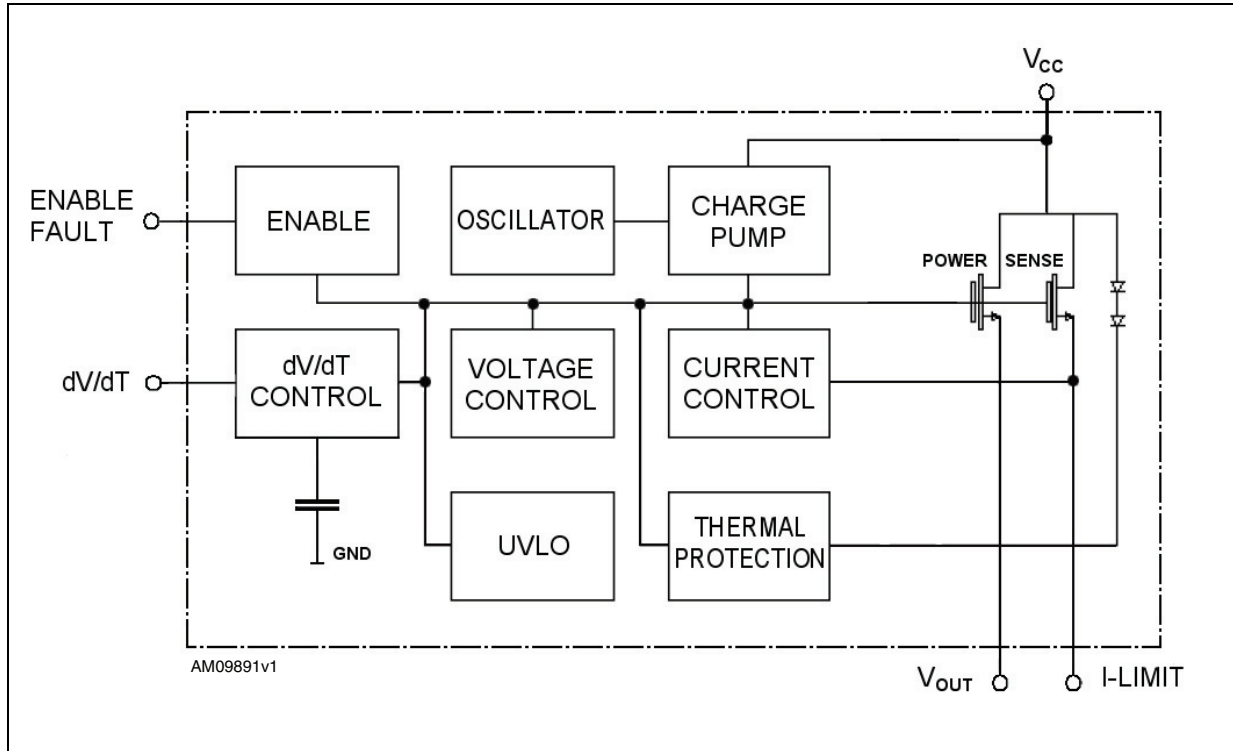 VCC
ENABLE
FAULT
ENABLE
OSCILLATOR
CHARGE
PUMP
POWER
SENSE
dV/dT
dV/dT
CONTROL
VOLTAGE
CONTROL
CURRENT
CONTROL
GND
UVLO
THERMAL
PROTECTION
AM09891v1
VOUT
I-LIMIT